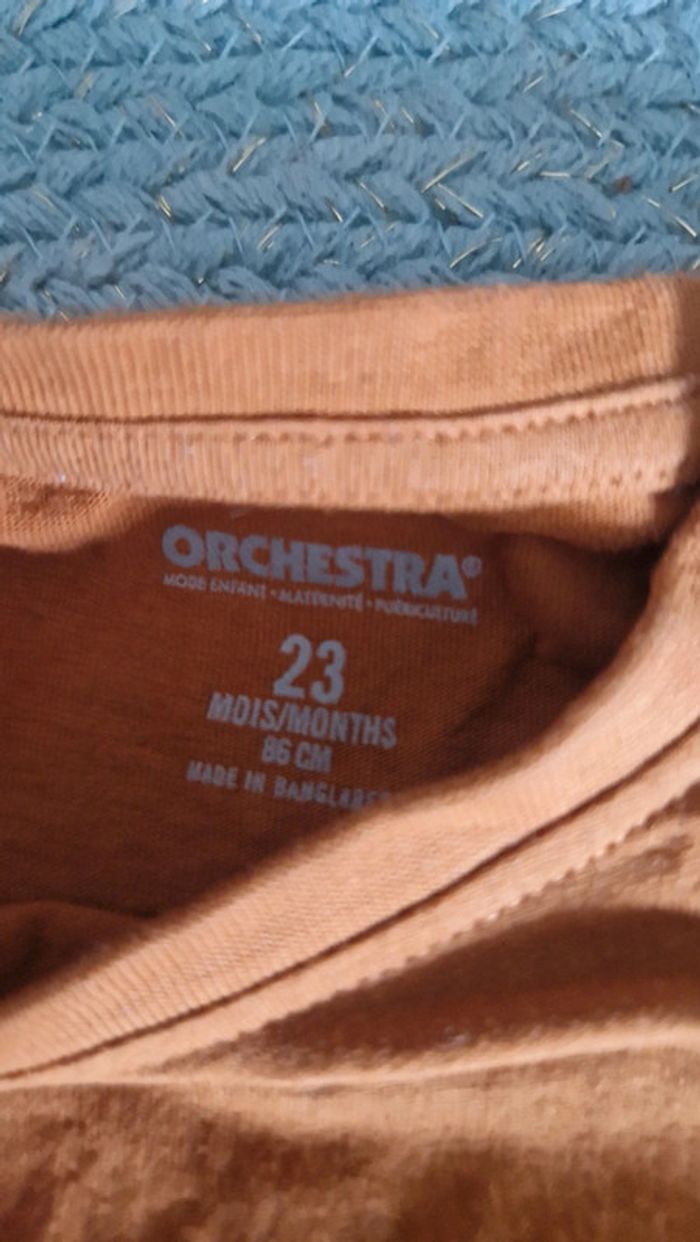 ORCHESTRA®
MODE ENFANT • MATERNITÉ • PUÉRICULTURE
23
MOIS/MONTHS
86 CM
MADE IN